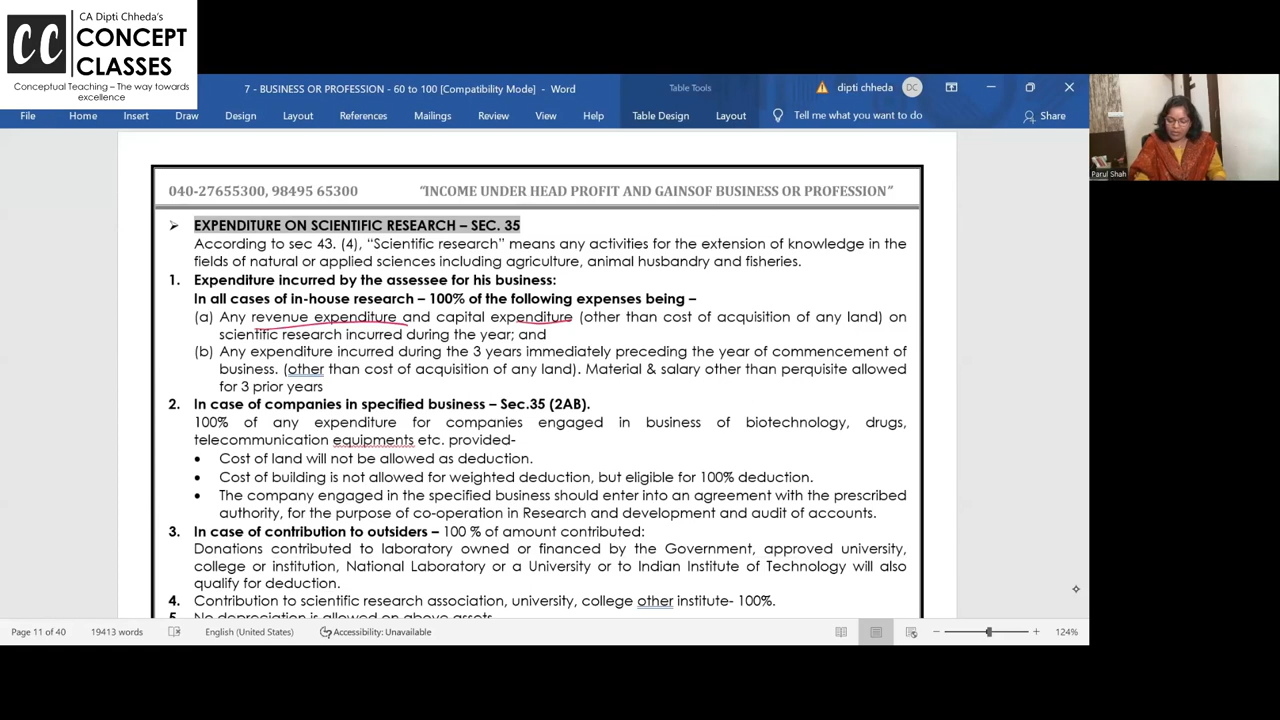 CC
CA Dipti Chheda's
CONCEPT
CLASSES
Conceptual Teaching – The way towards
excellence
7 - BUSINESS OR PROFESSION - 60 to 100 [Compatibility Mode] - Word
Table Tools
dipti chheda
DC
File Home Insert Draw Design Layout References Mailings Review View Help Table Design Layout Tell me what you want to do Share
Parul Shah
040-27655300, 98495 65300 "INCOME UNDER HEAD PROFIT AND GAINSOF BUSINESS OR PROFESSION"
➢ EXPENDITURE ON SCIENTIFIC RESEARCH – SEC. 35
According to sec 43. (4), "Scientific research" means any activities for the extension of knowledge in the
fields of natural or applied sciences including agriculture, animal husbandry and fisheries.
1. Expenditure incurred by the assessee for his business:
In all cases of in-house research – 100% of the following expenses being –
(a) Any revenue expenditure and capital expenditure (other than cost of acquisition of any land) on
scientific research incurred during the year; and
(b) Any expenditure incurred during the 3 years immediately preceding the year of commencement of
business. (other than cost of acquisition of any land). Material & salary other than perquisite allowed
for 3 prior years
2. In case of companies in specified business – Sec.35 (2AB).
100% of any expenditure for companies engaged in business of biotechnology, drugs,
telecommunication equipments etc. provided-
• Cost of land will not be allowed as deduction.
• Cost of building is not allowed for weighted deduction, but eligible for 100% deduction.
• The company engaged in the specified business should enter into an agreement with the prescribed
authority, for the purpose of co-operation in Research and development and audit of accounts.
3. In case of contribution to outsiders – 100 % of amount contributed:
Donations contributed to laboratory owned or financed by the Government, approved university,
college or institution, National Laboratory or a University or to Indian Institute of Technology will also
qualify for deduction.
4. Contribution to scientific research association, university, college other institute- 100%.
5. No depreciation is allowed on above assets
Page 11 of 40 19413 words English (United States) Accessibility: Unavailable 124%